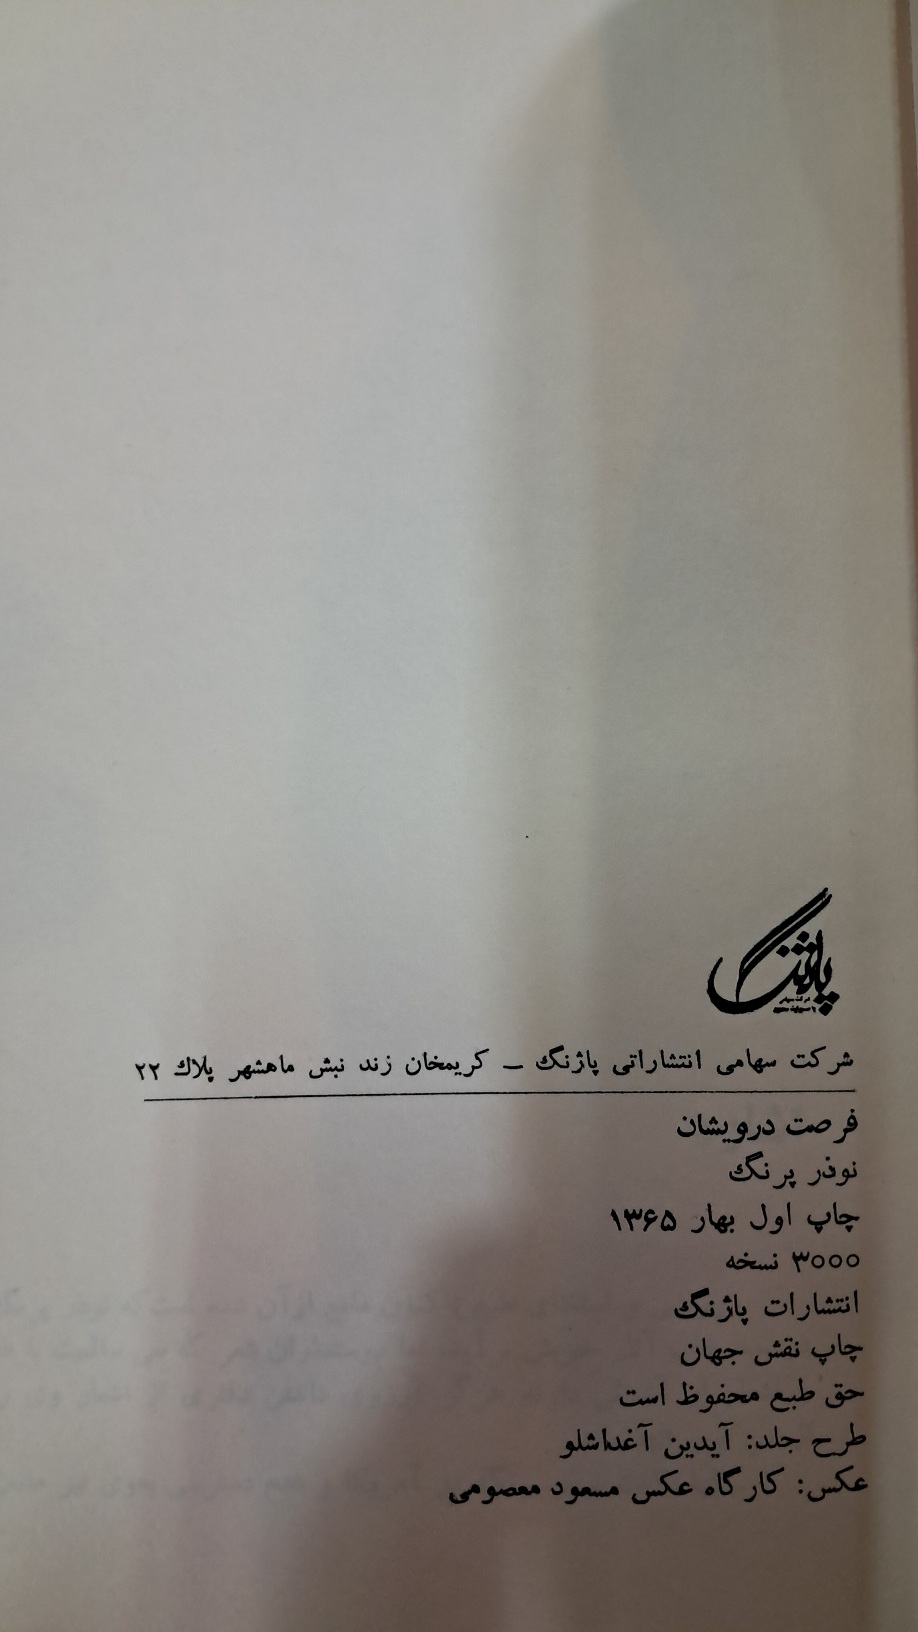 پاژنگ
شرکت سهامی انتشاراتی پاژنگ – کریمخان زند نبش ماهشهر پلاك ۲۲
فرصت درویشان
نوذر پرنگ
چاپ اول بهار ۱۳۶۵
۳۰۰۰ نسخه
انتشارات پاژنگ
چاپ نقش جهان
حق طبع محفوظ است
طرح جلد: آیدین آغداشلو
عکس: کارگاه عکس مسعود معصومی